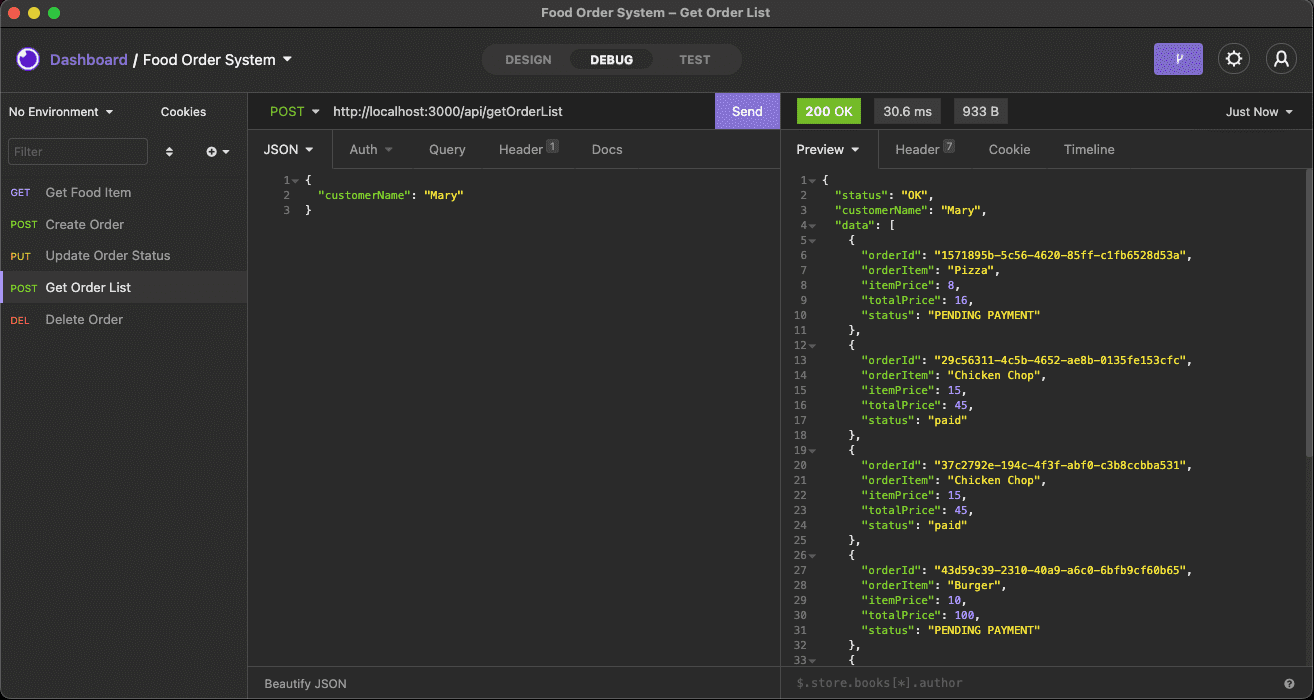 Food Order System – Get Order List
Dashboard / Food Order System
DESIGN DEBUG TEST
No Environment Cookies
Filter
GET Get Food Item
POST Create Order
PUT Update Order Status
POST Get Order List
DEL Delete Order
POST http://localhost:3000/api/getOrderList Send
JSON Auth Query Header 1 Docs
1 {
2 "customerName": "Mary"
3 }
Beautify JSON
200 OK 30.6 ms 933 B Just Now
Preview Header 7 Cookie Timeline
1 {
2 "status": "OK",
3 "customerName": "Mary",
4 "data": [
5 {
6 "orderId": "1571895b-5c56-4620-85ff-c1fb6528d53a",
7 "orderItem": "Pizza",
8 "itemPrice": 8,
9 "totalPrice": 16,
10 "status": "PENDING PAYMENT"
11 },
12 {
13 "orderId": "29c56311-4c5b-4652-ae8b-0135fe153cfc",
14 "orderItem": "Chicken Chop",
15 "itemPrice": 15,
16 "totalPrice": 45,
17 "status": "paid"
18 },
19 {
20 "orderId": "37c2792e-194c-4f3f-abf0-c3b8ccbba531",
21 "orderItem": "Chicken Chop",
22 "itemPrice": 15,
23 "totalPrice": 45,
24 "status": "paid"
25 },
26 {
27 "orderId": "43d59c39-2310-40a9-a6c0-6bfb9cf60b65",
28 "orderItem": "Burger",
29 "itemPrice": 10,
30 "totalPrice": 100,
31 "status": "PENDING PAYMENT"
32 },
33 {
$.store.books[*].author